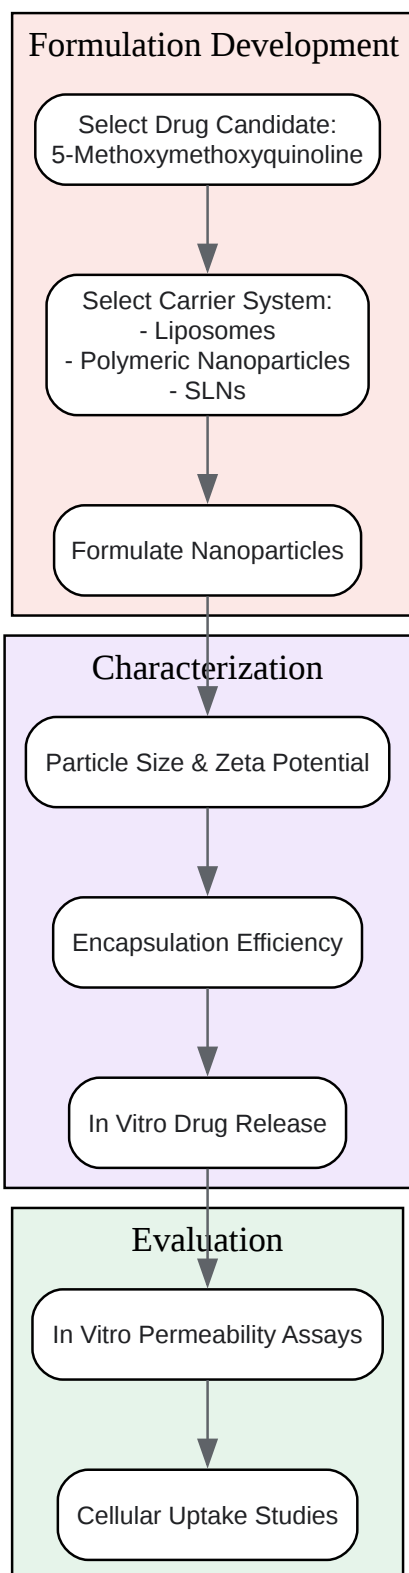 Formulation Development
Select Drug Candidate:
5-Methoxymethoxyquinoline
Select Carrier System:
- Liposomes
- Polymeric Nanoparticles
- SLNs
Formulate Nanoparticles
Characterization
Particle Size & Zeta Potential
Encapsulation Efficiency
In Vitro Drug Release
Evaluation
In Vitro Permeability Assays
Cellular Uptake Studies